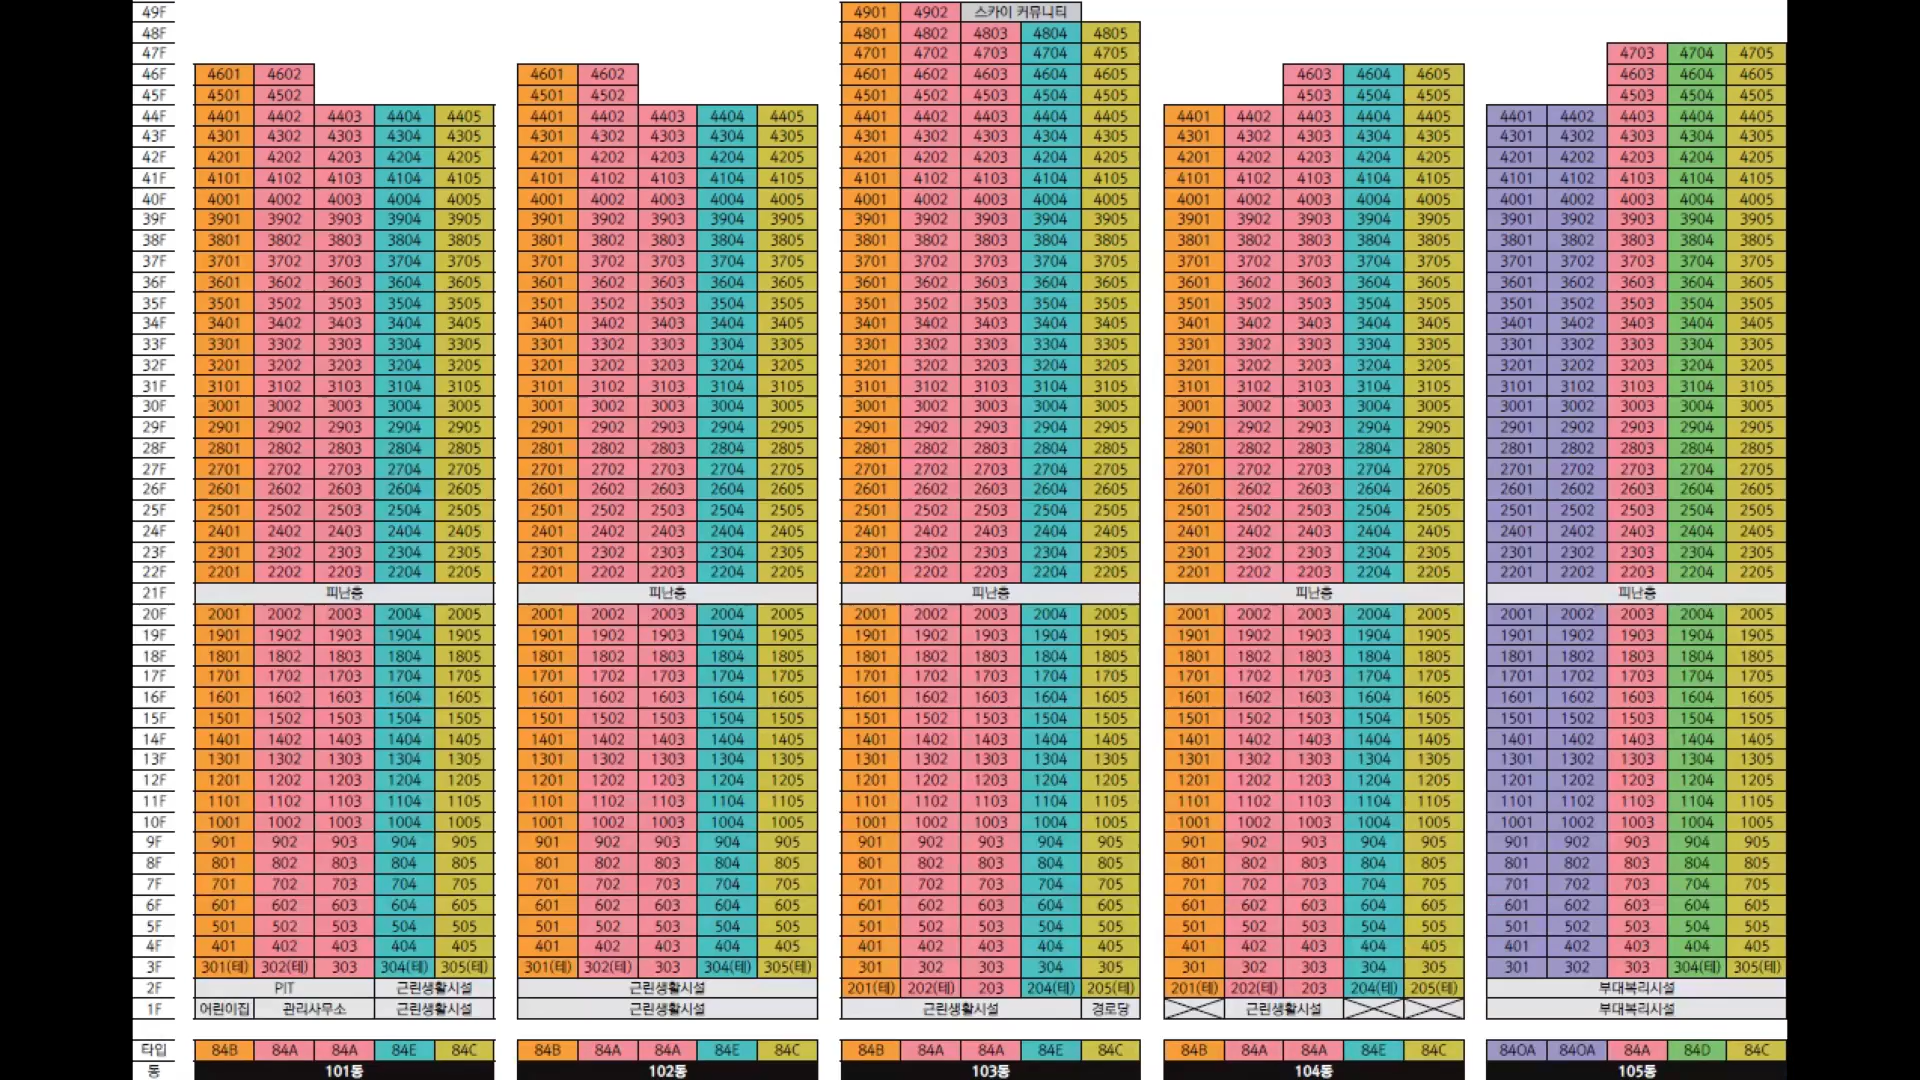 49F 4901 4902 스카이 커뮤니티
48F 4801 4802 4803 4804 4805
47F 4701 4702 4703 4704 4705 4703 4704 4705
46F 4601 4602 4601 4602 4601 4602 4603 4604 4605 4603 4604 4605 4603 4604 4605
45F 4501 4502 4501 4502 4501 4502 4503 4504 4505 4503 4504 4505 4503 4504 4505
44F 4401 4402 4403 4404 4405 4401 4402 4403 4404 4405 4401 4402 4403 4404 4405 4401 4402 4403 4404 4405 4401 4402 4403 4404 4405
43F 4301 4302 4303 4304 4305 4301 4302 4303 4304 4305 4301 4302 4303 4304 4305 4301 4302 4303 4304 4305 4301 4302 4303 4304 4305
42F 4201 4202 4203 4204 4205 4201 4202 4203 4204 4205 4201 4202 4203 4204 4205 4201 4202 4203 4204 4205 4201 4202 4203 4204 4205
41F 4101 4102 4103 4104 4105 4101 4102 4103 4104 4105 4101 4102 4103 4104 4105 4101 4102 4103 4104 4105 4101 4102 4103 4104 4105
40F 4001 4002 4003 4004 4005 4001 4002 4003 4004 4005 4001 4002 4003 4004 4005 4001 4002 4003 4004 4005 4001 4002 4003 4004 4005
39F 3901 3902 3903 3904 3905 3901 3902 3903 3904 3905 3901 3902 3903 3904 3905 3901 3902 3903 3904 3905 3901 3902 3903 3904 3905
38F 3801 3802 3803 3804 3805 3801 3802 3803 3804 3805 3801 3802 3803 3804 3805 3801 3802 3803 3804 3805 3801 3802 3803 3804 3805
37F 3701 3702 3703 3704 3705 3701 3702 3703 3704 3705 3701 3702 3703 3704 3705 3701 3702 3703 3704 3705 3701 3702 3703 3704 3705
36F 3601 3602 3603 3604 3605 3601 3602 3603 3604 3605 3601 3602 3603 3604 3605 3601 3602 3603 3604 3605 3601 3602 3603 3604 3605
35F 3501 3502 3503 3504 3505 3501 3502 3503 3504 3505 3501 3502 3503 3504 3505 3501 3502 3503 3504 3505 3501 3502 3503 3504 3505
34F 3401 3402 3403 3404 3405 3401 3402 3403 3404 3405 3401 3402 3403 3404 3405 3401 3402 3403 3404 3405 3401 3402 3403 3404 3405
33F 3301 3302 3303 3304 3305 3301 3302 3303 3304 3305 3301 3302 3303 3304 3305 3301 3302 3303 3304 3305 3301 3302 3303 3304 3305
32F 3201 3202 3203 3204 3205 3201 3202 3203 3204 3205 3201 3202 3203 3204 3205 3201 3202 3203 3204 3205 3201 3202 3203 3204 3205
31F 3101 3102 3103 3104 3105 3101 3102 3103 3104 3105 3101 3102 3103 3104 3105 3101 3102 3103 3104 3105 3101 3102 3103 3104 3105
30F 3001 3002 3003 3004 3005 3001 3002 3003 3004 3005 3001 3002 3003 3004 3005 3001 3002 3003 3004 3005 3001 3002 3003 3004 3005
29F 2901 2902 2903 2904 2905 2901 2902 2903 2904 2905 2901 2902 2903 2904 2905 2901 2902 2903 2904 2905 2901 2902 2903 2904 2905
28F 2801 2802 2803 2804 2805 2801 2802 2803 2804 2805 2801 2802 2803 2804 2805 2801 2802 2803 2804 2805 2801 2802 2803 2804 2805
27F 2701 2702 2703 2704 2705 2701 2702 2703 2704 2705 2701 2702 2703 2704 2705 2701 2702 2703 2704 2705 2701 2702 2703 2704 2705
26F 2601 2602 2603 2604 2605 2601 2602 2603 2604 2605 2601 2602 2603 2604 2605 2601 2602 2603 2604 2605 2601 2602 2603 2604 2605
25F 2501 2502 2503 2504 2505 2501 2502 2503 2504 2505 2501 2502 2503 2504 2505 2501 2502 2503 2504 2505 2501 2502 2503 2504 2505
24F 2401 2402 2403 2404 2405 2401 2402 2403 2404 2405 2401 2402 2403 2404 2405 2401 2402 2403 2404 2405 2401 2402 2403 2404 2405
23F 2301 2302 2303 2304 2305 2301 2302 2303 2304 2305 2301 2302 2303 2304 2305 2301 2302 2303 2304 2305 2301 2302 2303 2304 2305
22F 2201 2202 2203 2204 2205 2201 2202 2203 2204 2205 2201 2202 2203 2204 2205 2201 2202 2203 2204 2205 2201 2202 2203 2204 2205
21F 피난층 피난층 피난층 피난층 피난층
20F 2001 2002 2003 2004 2005 2001 2002 2003 2004 2005 2001 2002 2003 2004 2005 2001 2002 2003 2004 2005 2001 2002 2003 2004 2005
19F 1901 1902 1903 1904 1905 1901 1902 1903 1904 1905 1901 1902 1903 1904 1905 1901 1902 1903 1904 1905 1901 1902 1903 1904 1905
18F 1801 1802 1803 1804 1805 1801 1802 1803 1804 1805 1801 1802 1803 1804 1805 1801 1802 1803 1804 1805 1801 1802 1803 1804 1805
17F 1701 1702 1703 1704 1705 1701 1702 1703 1704 1705 1701 1702 1703 1704 1705 1701 1702 1703 1704 1705 1701 1702 1703 1704 1705
16F 1601 1602 1603 1604 1605 1601 1602 1603 1604 1605 1601 1602 1603 1604 1605 1601 1602 1603 1604 1605 1601 1602 1603 1604 1605
15F 1501 1502 1503 1504 1505 1501 1502 1503 1504 1505 1501 1502 1503 1504 1505 1501 1502 1503 1504 1505 1501 1502 1503 1504 1505
14F 1401 1402 1403 1404 1405 1401 1402 1403 1404 1405 1401 1402 1403 1404 1405 1401 1402 1403 1404 1405 1401 1402 1403 1404 1405
13F 1301 1302 1303 1304 1305 1301 1302 1303 1304 1305 1301 1302 1303 1304 1305 1301 1302 1303 1304 1305 1301 1302 1303 1304 1305
12F 1201 1202 1203 1204 1205 1201 1202 1203 1204 1205 1201 1202 1203 1204 1205 1201 1202 1203 1204 1205 1201 1202 1203 1204 1205
11F 1101 1102 1103 1104 1105 1101 1102 1103 1104 1105 1101 1102 1103 1104 1105 1101 1102 1103 1104 1105 1101 1102 1103 1104 1105
10F 1001 1002 1003 1004 1005 1001 1002 1003 1004 1005 1001 1002 1003 1004 1005 1001 1002 1003 1004 1005 1001 1002 1003 1004 1005
9F 901 902 903 904 905 901 902 903 904 905 901 902 903 904 905 901 902 903 904 905 901 902 903 904 905
8F 801 802 803 804 805 801 802 803 804 805 801 802 803 804 805 801 802 803 804 805 801 802 803 804 805
7F 701 702 703 704 705 701 702 703 704 705 701 702 703 704 705 701 702 703 704 705 701 702 703 704 705
6F 601 602 603 604 605 601 602 603 604 605 601 602 603 604 605 601 602 603 604 605 601 602 603 604 605
5F 501 502 503 504 505 501 502 503 504 505 501 502 503 504 505 501 502 503 504 505 501 502 503 504 505
4F 401 402 403 404 405 401 402 403 404 405 401 402 403 404 405 401 402 403 404 405 401 402 403 404 405
3F 301(테) 302(테) 303 304(테) 305(테) 301(테) 302(테) 303 304(테) 305(테) 301 302 303 304 305 301 302 303 304 305 301 302 303 304(테) 305(테)
2F PIT 근린생활시설 근린생활시설 201(테) 202(테) 203 204(테) 205(테) 201(테) 202(테) 203 204(테) 205(테) 부대복리시설
1F 어린이집 관리사무소 근린생활시설 근린생활시설 근린생활시설 경로당 근린생활시설 부대복리시설
타입 84B 84A 84A 84E 84C 84B 84A 84A 84E 84C 84B 84A 84A 84E 84C 84B 84A 84A 84E 84C 84OA 84OA 84A 84D 84C
동 101동 102동 103동 104동 105동